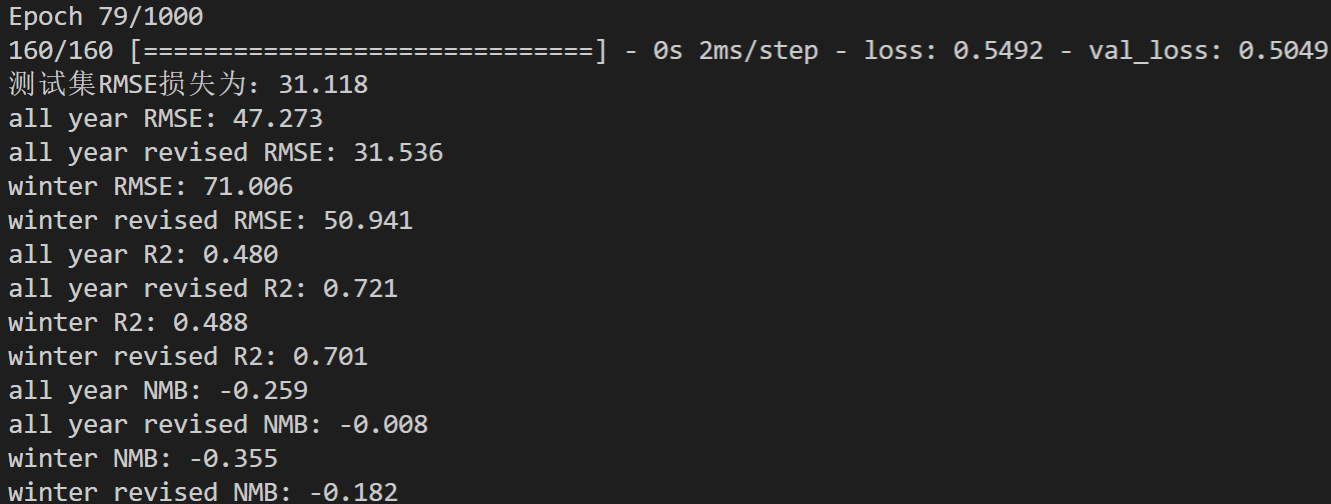 Epoch 79/1000
160/160 [==============================] - 0s 2ms/step - loss: 0.5492 - val_loss: 0.5049
测试集RMSE损失为：31.118
all year RMSE: 47.273
all year revised RMSE: 31.536
winter RMSE: 71.006
winter revised RMSE: 50.941
all year R2: 0.480
all year revised R2: 0.721
winter R2: 0.488
winter revised R2: 0.701
all year NMB: -0.259
all year revised NMB: -0.008
winter NMB: -0.355
winter revised NMB: -0.182